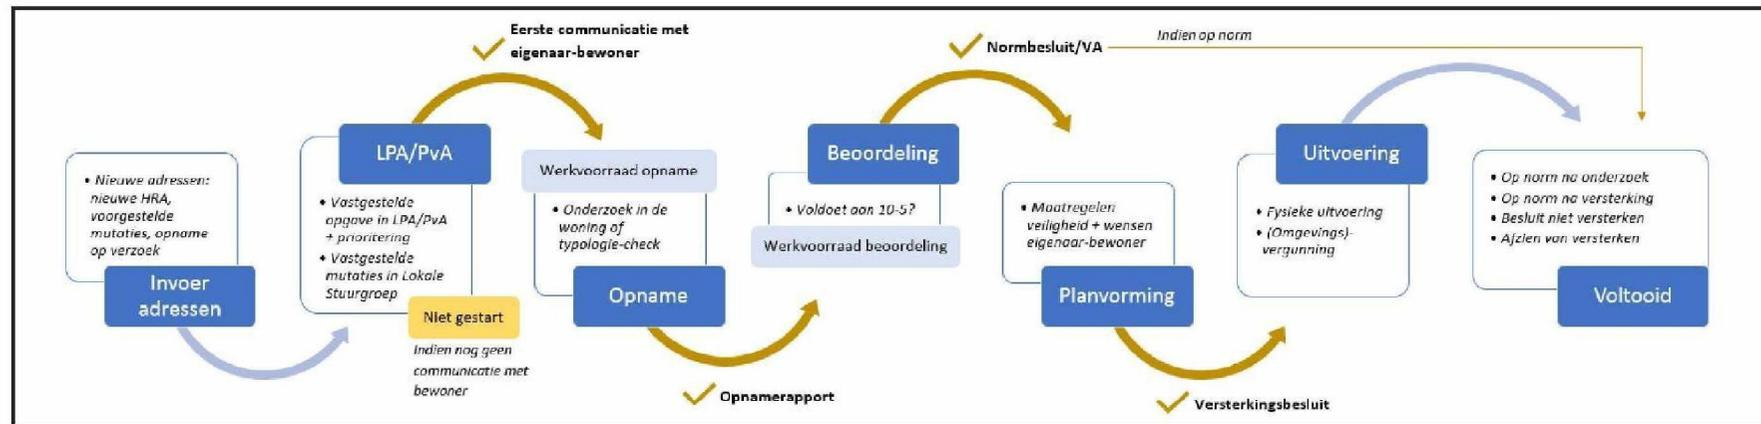 Eerste communicatie met
eigenaar-bewoner
Normbesluit/VA
Indien op norm
• Nieuwe adressen:
nieuwe HRA,
voorgestelde
mutaties, opname
op verzoek
Invoer
adressen
LPA/PvA
• Vastgestelde
opgave in LPA/PvA
+ prioritering
• Vastgestelde
mutaties in Lokale
Stuurgroep
Niet gestart
Indien nog geen
communicatie met
bewoner
Werkvoorraad opname
• Onderzoek in de
woning of
typologie-check
Opname
Opnamerapport
Beoordeling
• Voldoet aan 10-5?
Werkvoorraad beoordeling
• Maatregelen
veiligheid + wensen
eigenaar-bewoner
Planvorming
Versterkingsbesluit
Uitvoering
• Fysieke uitvoering
• (Omgevings)-
vergunning
• Op norm na onderzoek
• Op norm na versterking
• Besluit niet versterken
• Afzien van versterken
Voltooid